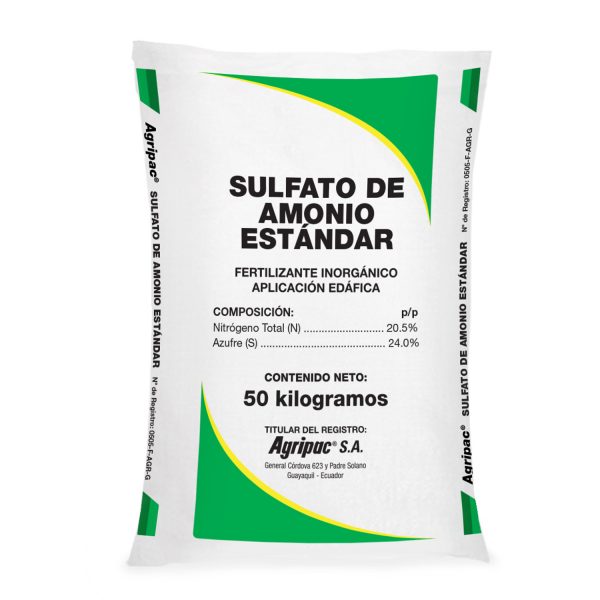 SULFATO DE
AMONIO
ESTÁNDAR
FERTILIZANTE INORGÁNICO
APLICACIÓN EDÁFICA
COMPOSICIÓN: p/p
Nitrógeno Total (N) ........................... 20.5%
Azufre (S) .......................................... 24.0%
CONTENIDO NETO:
50 kilogramos
TITULAR DEL REGISTRO:
Agripac® S.A.
General Córdova 623 y Padre Solano
Guayaquil - Ecuador
Agripac® SULFATO DE AMONIO ESTÁNDAR N° de Registro: 0505-F-AGR-G
Agripac® SULFATO DE AMONIO ESTÁNDAR N° de Registro: 0505-F-AGR-G